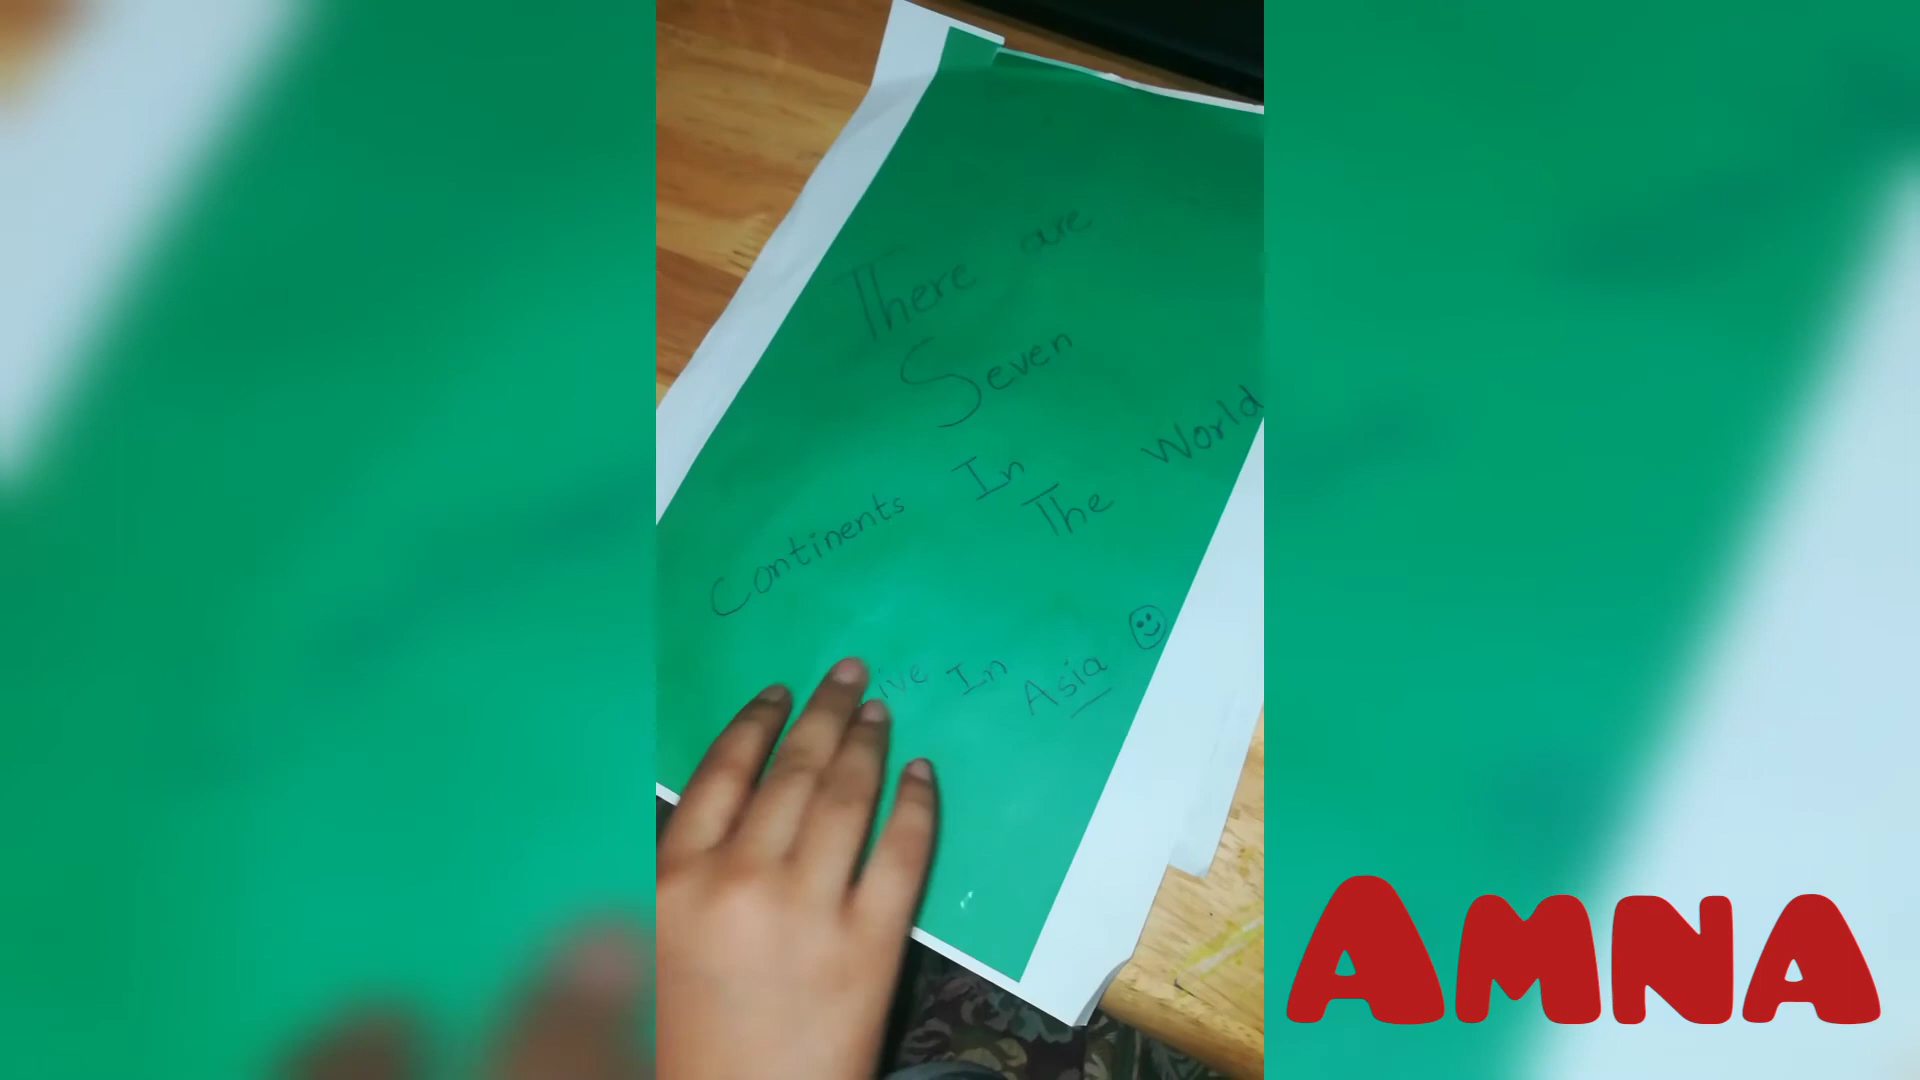 There are
Seven
Continents In
The World
ive In Asia
AMNA